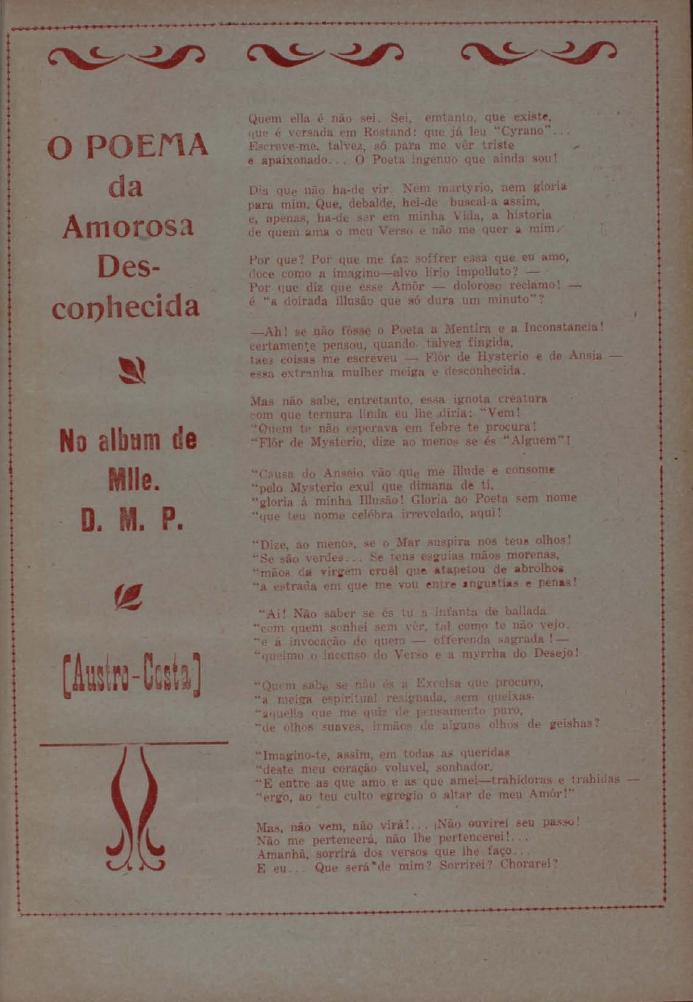 O POEMA
da
Amorosa
Des-
conhecida
No album de
Mlle.
D. M. P.
[Austro-Costa]
Quem ella é não sei. Sei, emtanto, que existe,
que é versada em Rostand: que já leu "Cyrano"...
Escreve-me, talvez, só para me vêr triste
e apaixonado... O Poeta ingenuo que ainda sou!
Dia que não ha-de vir. Nem martyrio, nem gloria
para mim. Que, debalde, hei-de buscal-a assim,
e, apenas, ha-de ser em minha Vida, a historia
de quem ama o meu Verso e não me quer a mim.
Por que? Por que me faz soffrer essa que eu amo,
doce como a imagino—alvo lirio impolluto? —
Por que diz que esse Amôr — doloroso reclamo! —
é "a doirada illusão que só dura um minuto"?
—Ah! se não fôsse o Poeta a Mentira e a Inconstancia!
certamente pensou, quando, talvez fingida,
taes coisas me escreveu — Flôr de Hysterio e de Ansia —
essa extranha mulher meiga e desconhecida.
Mas não sabe, entretanto, essa ignota creatura
com que ternura linda eu lhe diria: "Vem!
"Quem te não esperava em febre te procura!
"Flôr de Mysterio, dize ao menos se és "Alguem"!
"Causa do Anseio vão que me illude e consome
"pelo Mysterio exul que dimana de ti,
"gloria á minha Illusão! Gloria ao Poeta sem nome
"que teu nome celébra irrevelado, aqui!
"Dize, ao menos, se o Mar suspira nos teus olhos!
"Se são verdes... Se tens esguias mãos morenas,
"mãos da virgem cruêl que atapetou de abrolhos
"a estrada em que me vou entre angustias e penas!
"Ai! Não saber se és tu a infanta de ballada
"com quem sonhei sem vêr, tal como te não vejo,
"e a invocação de quem — offerenda sagrada! —
"queimo o incenso do Verso e a myrrha do Desejo!
"Quem sabe se não és a Excelsa que procuro,
"a meiga espiritual resignada, sem queixas
"aquella que me quiz de pensamento puro,
"de olhos suaves, irmãos de alguns olhos de geishas?
"Imagino-te, assim, em todas as queridas
"deste meu coração voluvel, sonhador.
"E entre as que amo e as que amei—trahidoras e trahidas —
"ergo, ao teu culto egregio o altar de meu Amôr!"
Mas, não vem, não virá!... ¡Não ouvirei seu passo!
Não me pertencerá, não lhe pertencerei!...
Amanhã, sorrirá dos versos que lhe faço...
E eu... Que será de mim? Sorrirei? Chorarei?